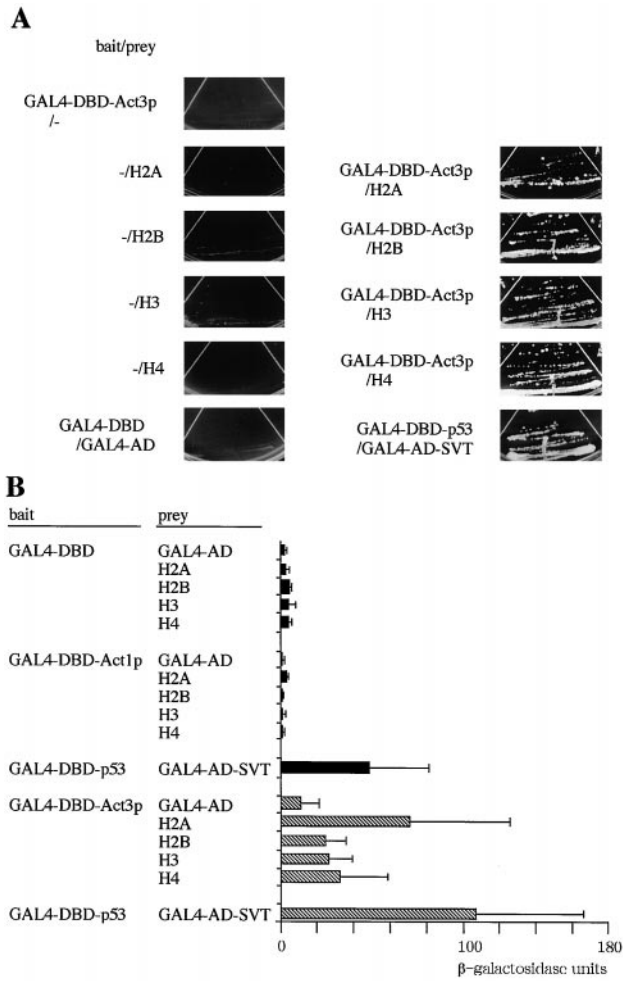 A
bait/prey
GAL4-DBD-Act3p
/-
-/H2A
-/H2B
-/H3
-/H4
GAL4-DBD
/GAL4-AD
GAL4-DBD-Act3p
/H2A
GAL4-DBD-Act3p
/H2B
GAL4-DBD-Act3p
/H3
GAL4-DBD-Act3p
/H4
GAL4-DBD-p53
/GAL4-AD-SVT
B
bait prey
GAL4-DBD GAL4-AD
H2A
H2B
H3
H4
GAL4-DBD-Act1p GAL4-AD
H2A
H2B
H3
H4
GAL4-DBD-p53 GAL4-AD-SVT
GAL4-DBD-Act3p GAL4-AD
H2A
H2B
H3
H4
GAL4-DBD-p53 GAL4-AD-SVT
0 100 180
β-galactosidase units